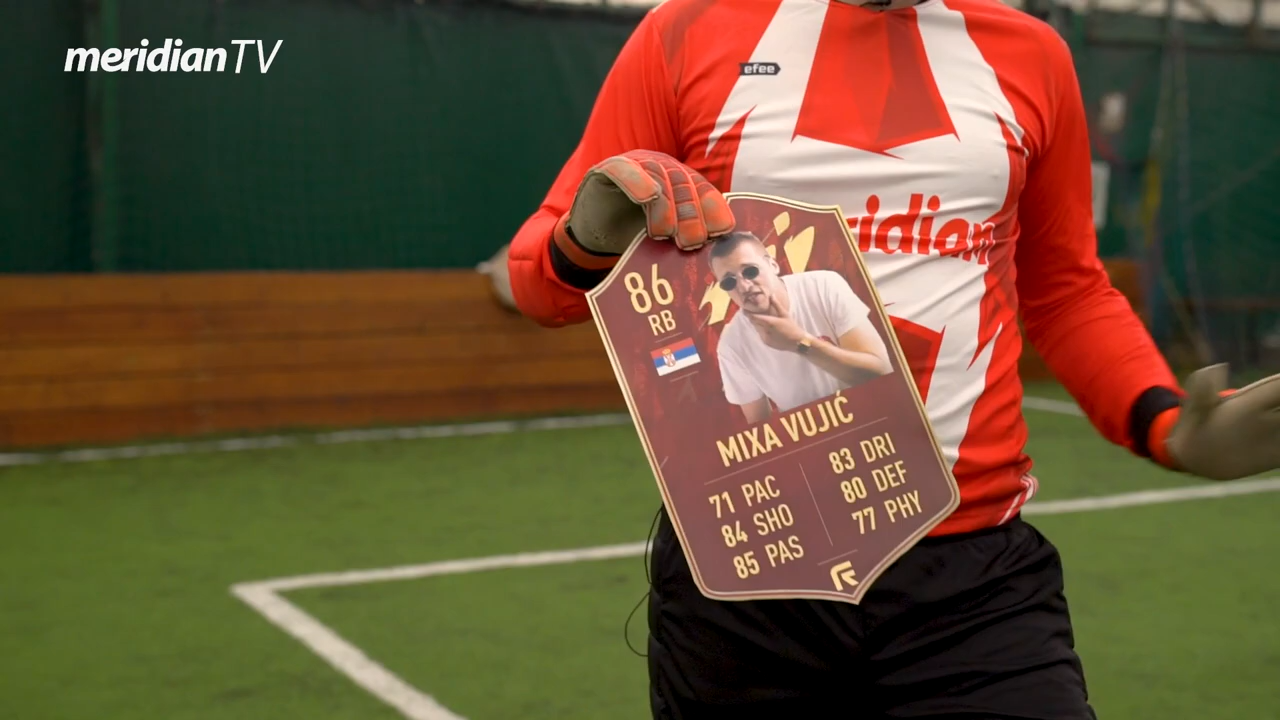 meridianTV
efee
ridian
86
RB
MIXA VUJIĆ
71 PAC
84 SHO
85 PAS
83 DRI
80 DEF
77 PHY